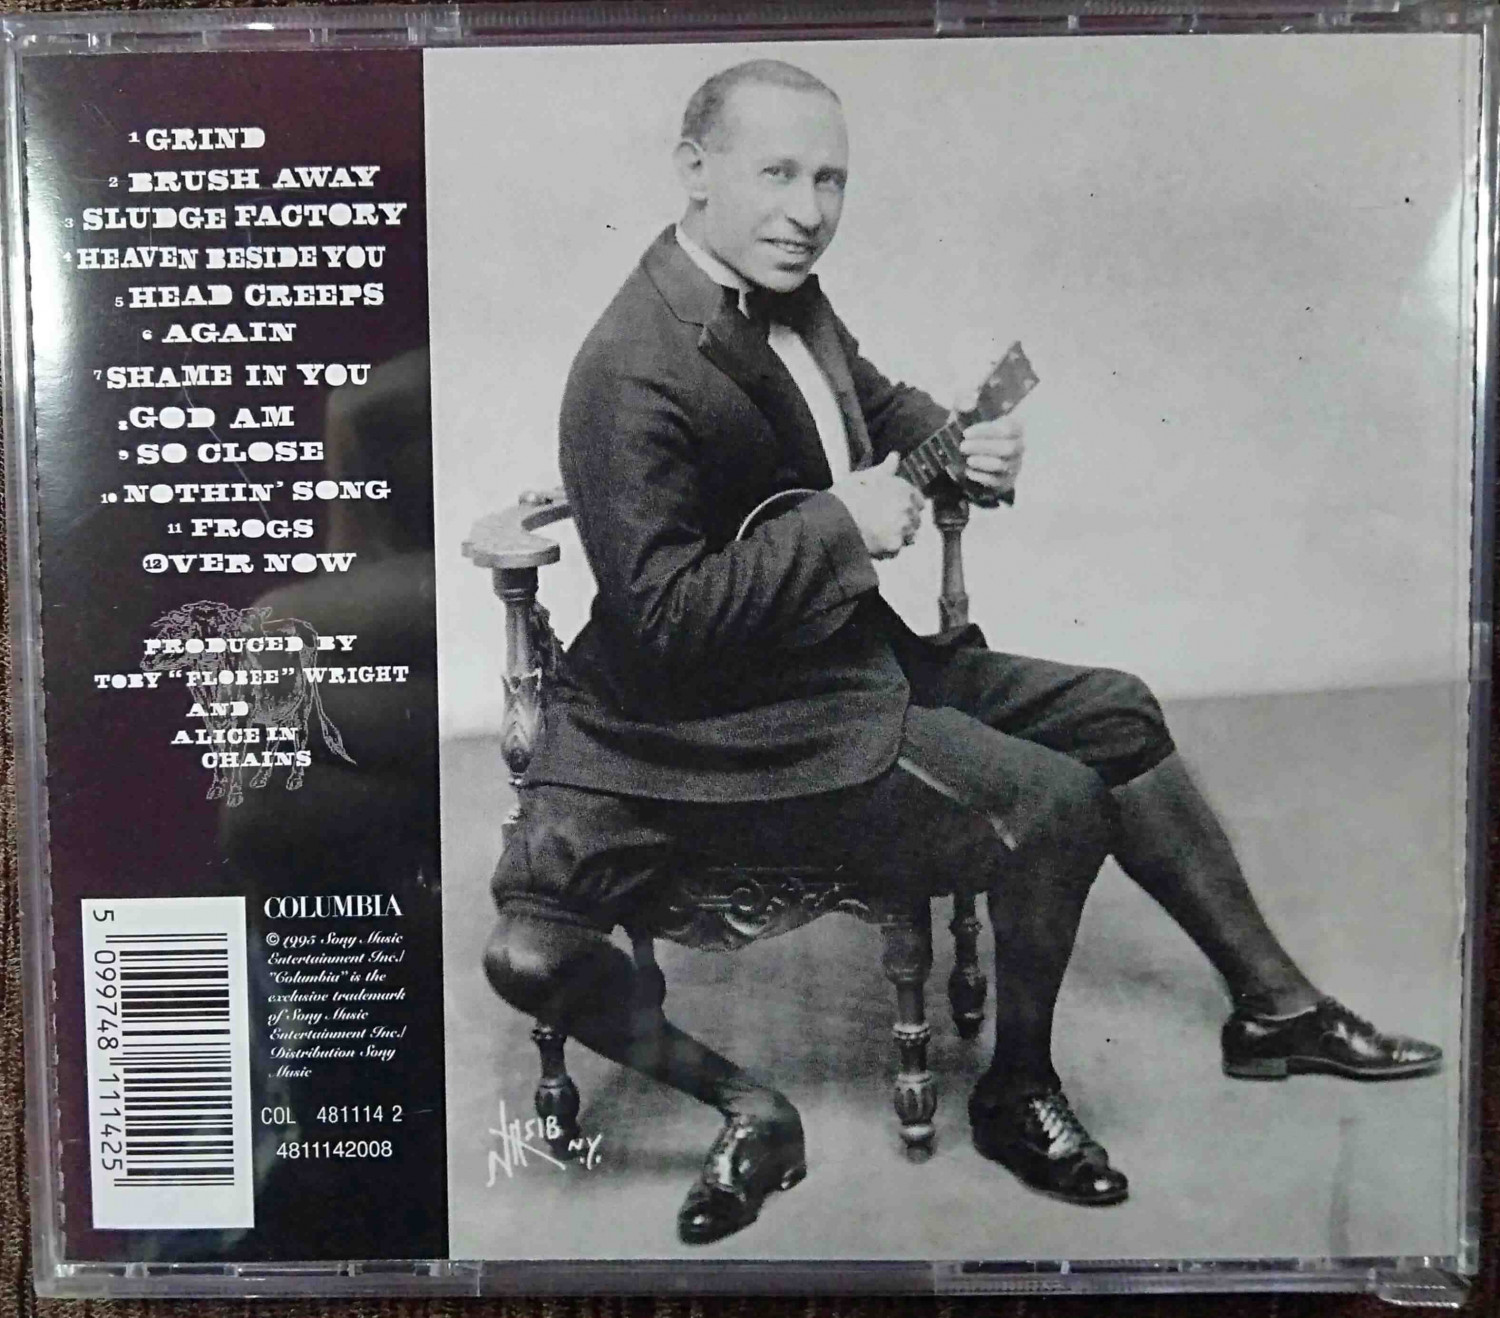 1 GRIND
2 BRUSH AWAY
3 SLUDGE FACTORY
4 HEAVEN BESIDE YOU
5 HEAD CREEPS
6 AGAIN
7 SHAME IN YOU
8 GOD AM
9 SO CLOSE
10 NOTHIN' SONG
11 FROGS
12 OVER NOW
PRODUCED BY
TOBY "FLOBEE" WRIGHT
AND
ALICE IN
CHAINS
COLUMBIA
© 1995 Sony Music
Entertainment Inc./
"Columbia" is the
exclusive trademark
of Sony Music
Entertainment Inc./
Distribution Sony
Music
COL 481114 2
4811142008
5 099748 111425
518
N.Y.